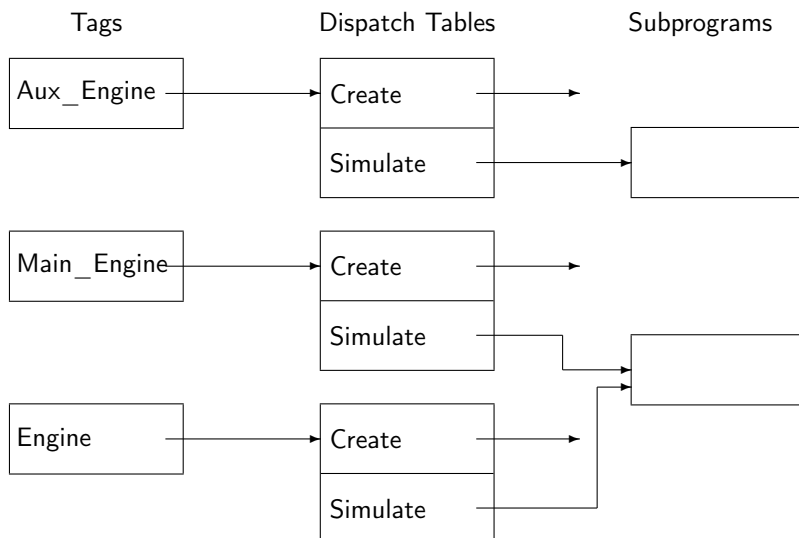 Tags Dispatch Tables Subprograms
Aux_Engine Create
Simulate
Main_Engine Create
Simulate
Engine Create
Simulate